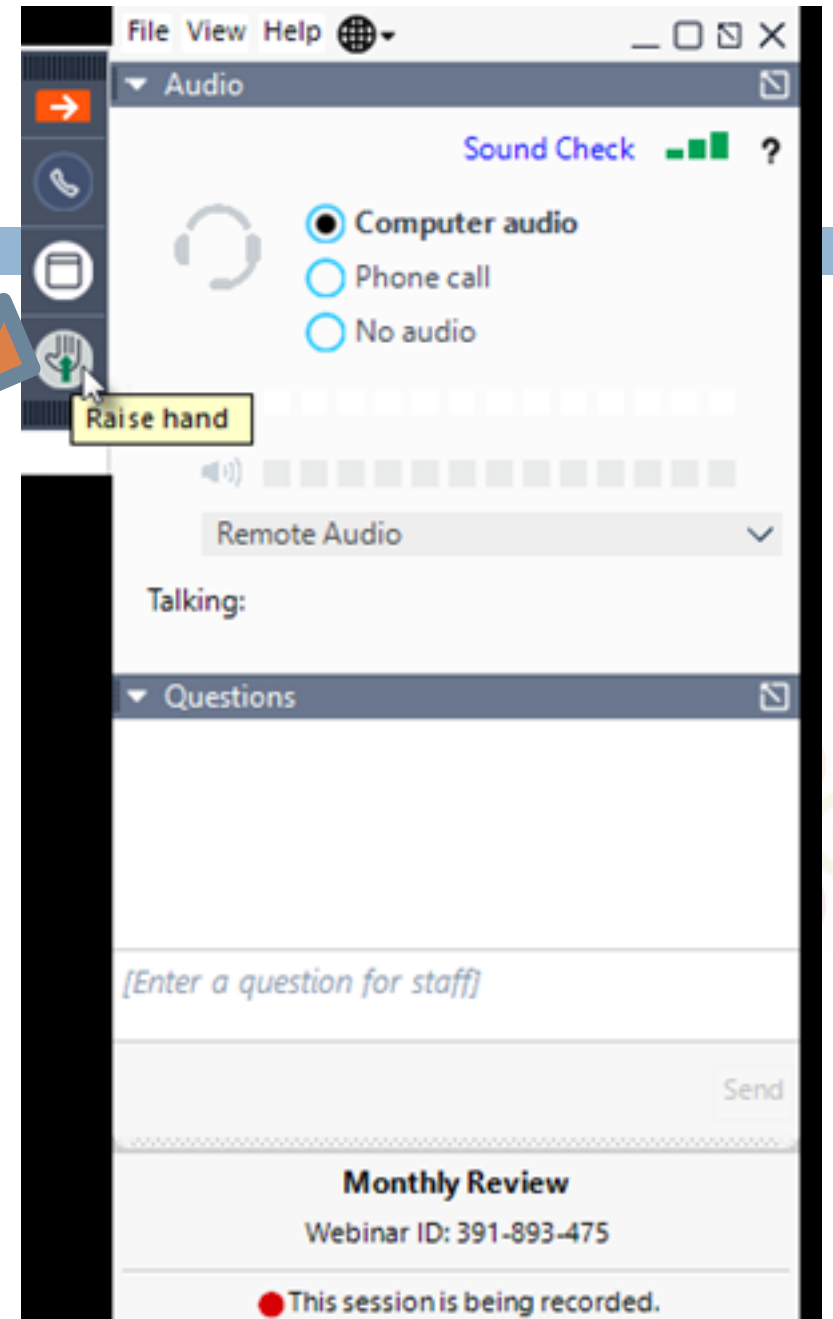 File View Help
Audio
Sound Check ?
Computer audio
Phone call
No audio
Raise hand
Remote Audio
Talking:
Questions
[Enter a question for staff]
Send
Monthly Review
Webinar ID: 391-893-475
This session is being recorded.